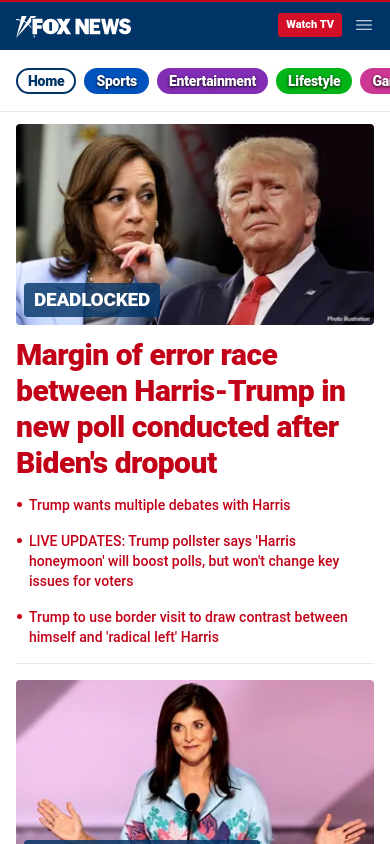 FOX NEWS
Watch TV
Home
Sports
Entertainment
Lifestyle
Ga
DEADLOCKED
Photo illustration
Margin of error race
between Harris-Trump in
new poll conducted after
Biden's dropout
Trump wants multiple debates with Harris
LIVE UPDATES: Trump pollster says 'Harris
honeymoon' will boost polls, but won't change key
issues for voters
Trump to use border visit to draw contrast between
himself and 'radical left' Harris